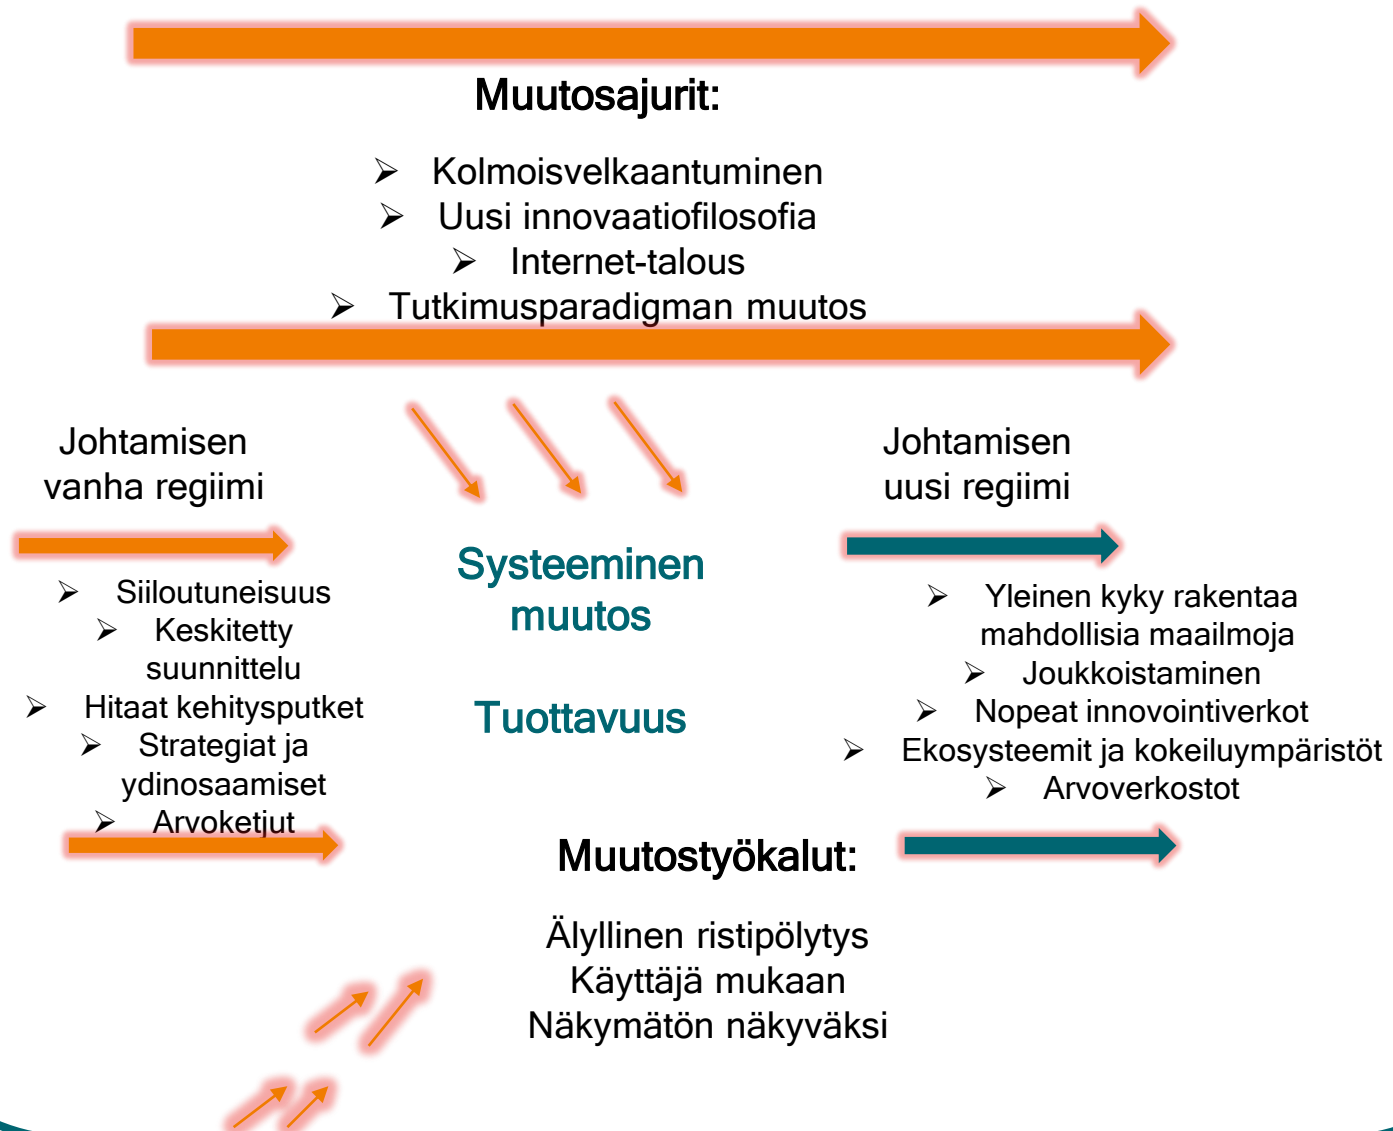 Muutosajurit:
➢ Kolmoisvelkaantuminen
➢ Uusi innovaatiofilosofia
➢ Internet-talous
➢ Tutkimusparadigman muutos
Johtamisen
vanha regiimi
➢ Siiloutuneisuus
➢ Keskitetty
suunnittelu
➢ Hitaat kehitysputket
➢ Strategiat ja
ydinosaamiset
➢ Arvoketjut
Systeeminen
muutos
Tuottavuus
Johtamisen
uusi regiimi
➢ Yleinen kyky rakentaa
mahdollisia maailmoja
➢ Joukkoistaminen
➢ Nopeat innovointiverkot
➢ Ekosysteemit ja kokeiluympäristöt
➢ Arvoverkostot
Muutostyökalut:
Älyllinen ristipölytys
Käyttäjä mukaan
Näkymätön näkyväksi